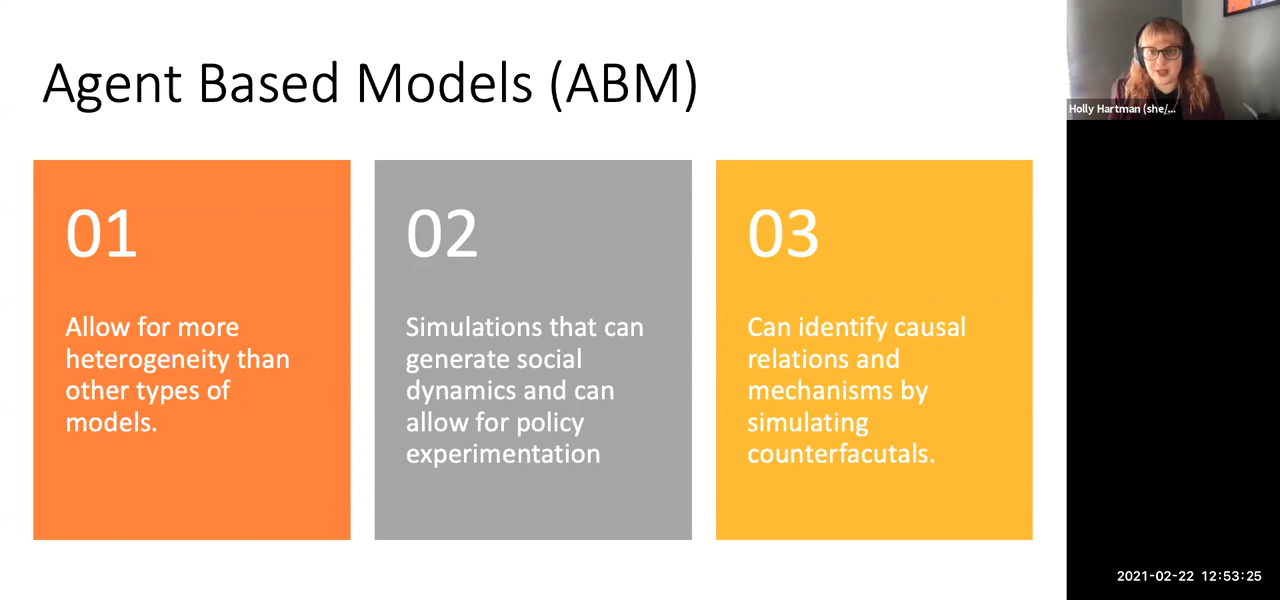 Agent Based Models (ABM)
01
Allow for more
heterogeneity than
other types of
models.
02
Simulations that can
generate social
dynamics and can
allow for policy
experimentation
03
Can identify causal
relations and
mechanisms by
simulating
counterfacutals.
Holly Hartman (she/...
2021-02-22 12:53:25